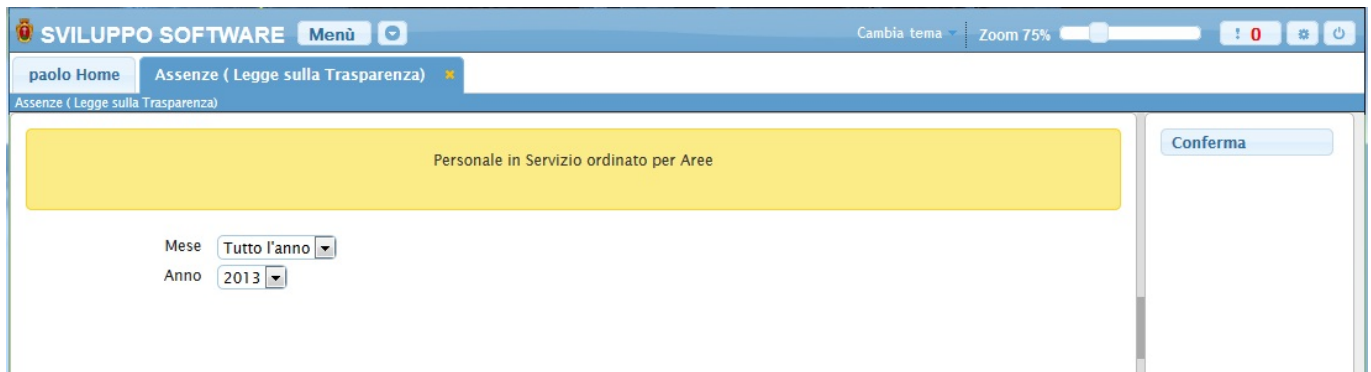 SVILUPPO SOFTWARE Menù Cambia tema Zoom 75% ! 0
paolo Home Assenze ( Legge sulla Trasparenza) ×
Assenze ( Legge sulla Trasparenza)
Personale in Servizio ordinato per Aree
Conferma
Mese Tutto l'anno
Anno 2013